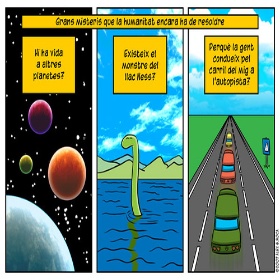 Grans misteris que la humanitat encara ha de resoldre
Hi ha vida
a altres
planetes?
Existeix el
monstre del
llac Ness?
Perquè la gent
condueix pel
carril del mig a
l'autopista?